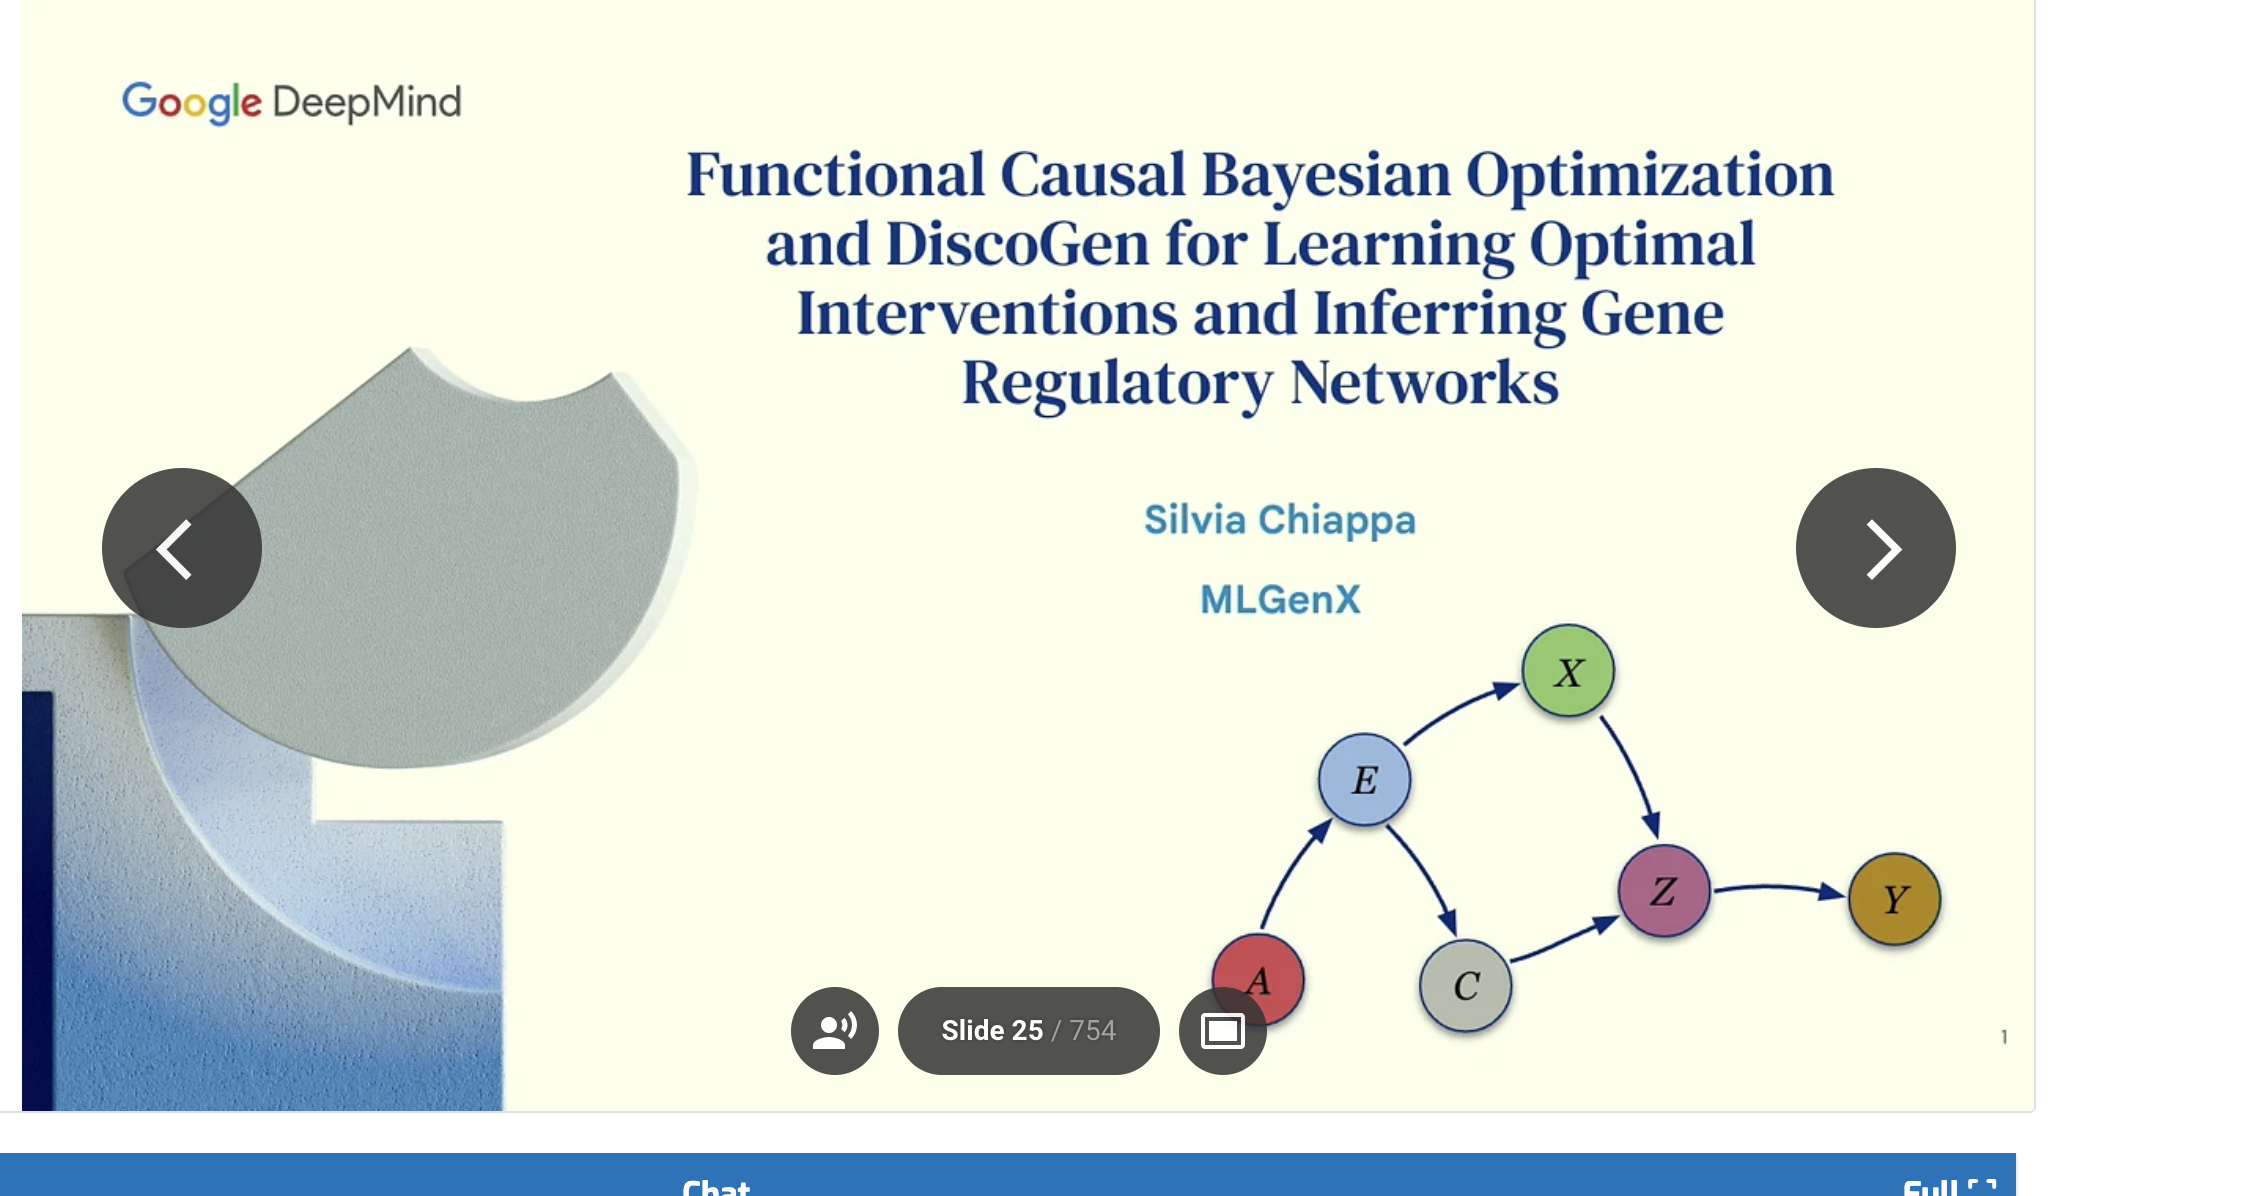 Google DeepMind
Functional Causal Bayesian Optimization
and DiscoGen for Learning Optimal
Interventions and Inferring Gene
Regulatory Networks
Silvia Chiappa
MLGenX
X
E
Z
Y
A
C
Slide 25 / 754
1
Chat
Full